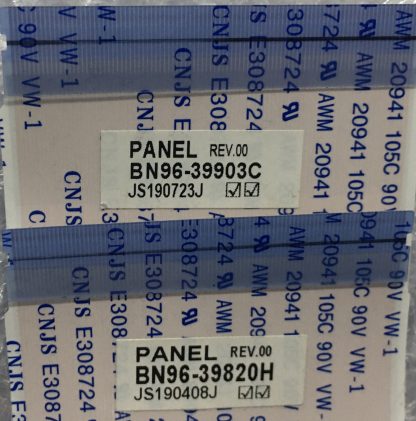 PANEL REV.00
BN96-39903C
JS190723J
PANEL REV.00
BN96-39820H
JS190408J
CNJS E308724 AWM 20941 105C 90V VW-1